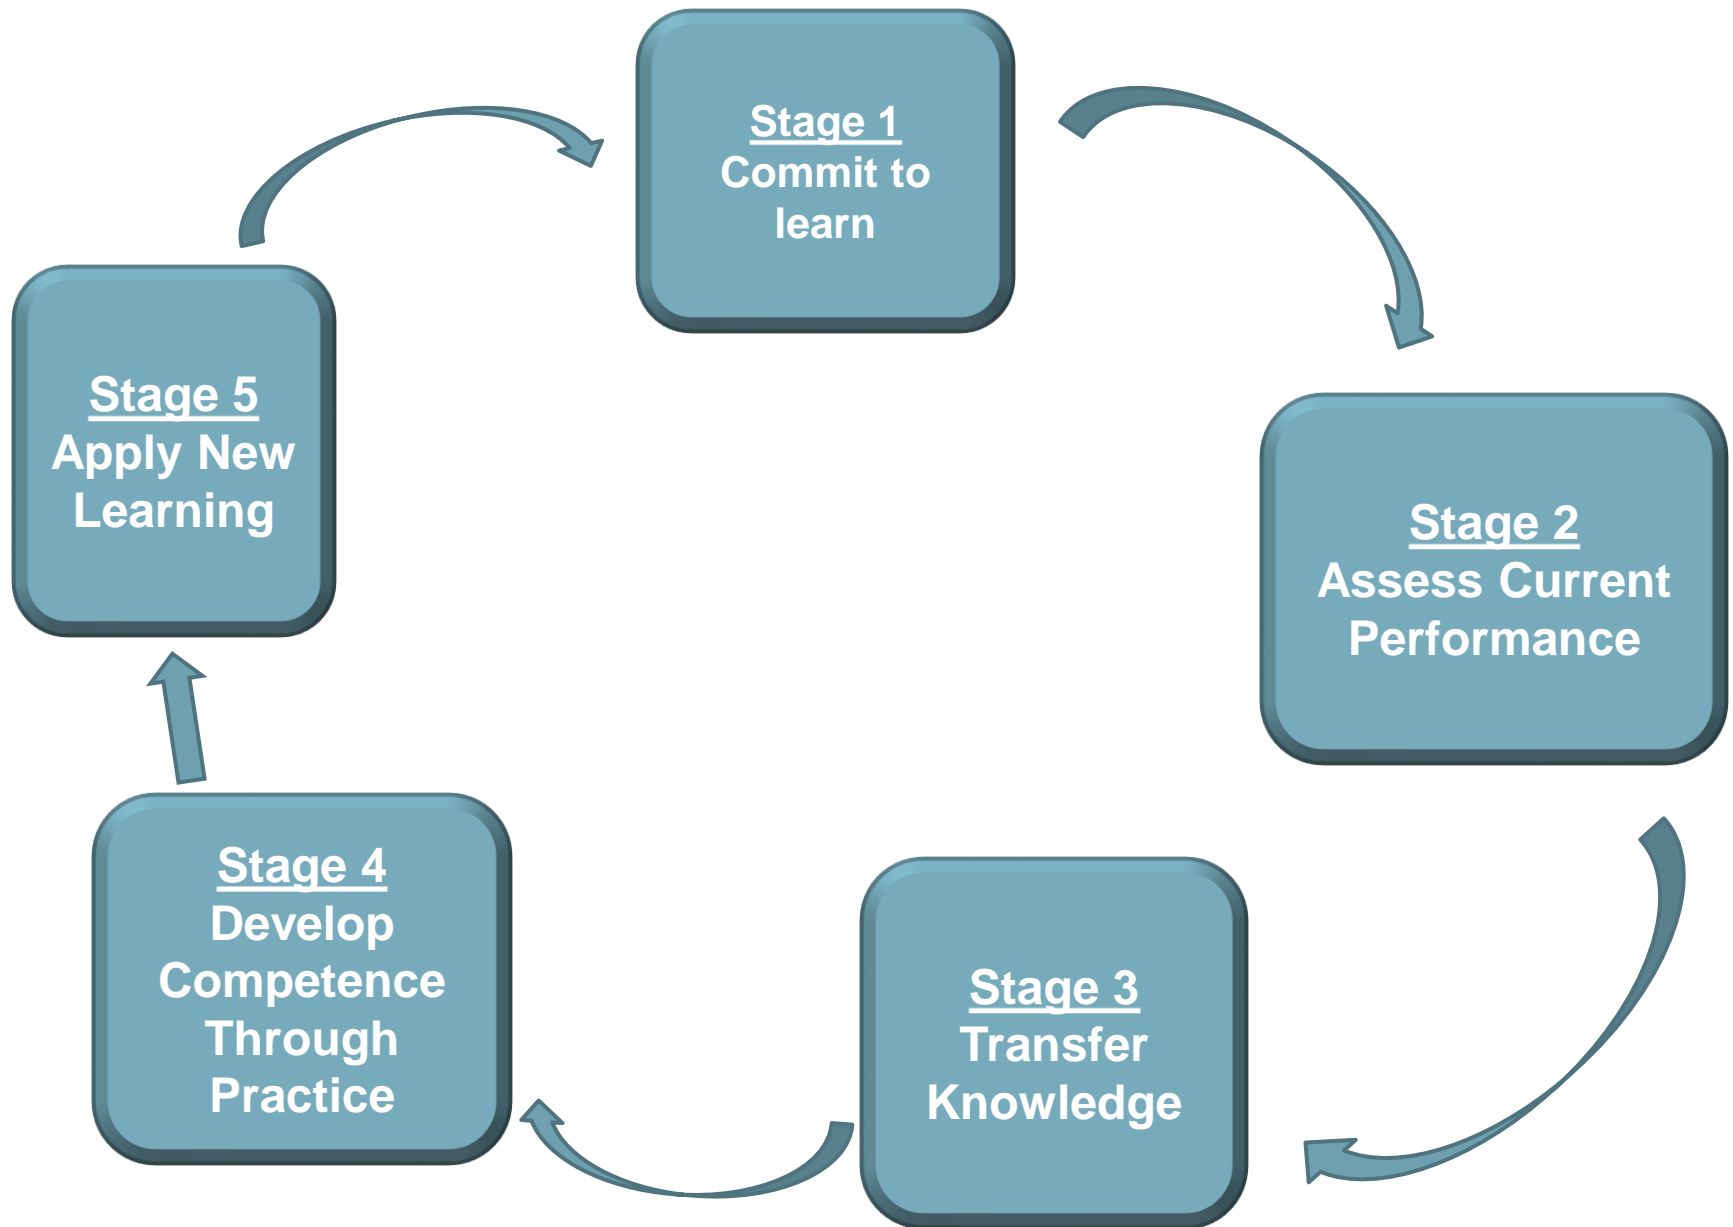 Stage 1
Commit to
learn
Stage 2
Assess Current
Performance
Stage 3
Transfer
Knowledge
Stage 4
Develop
Competence
Through
Practice
Stage 5
Apply New
Learning